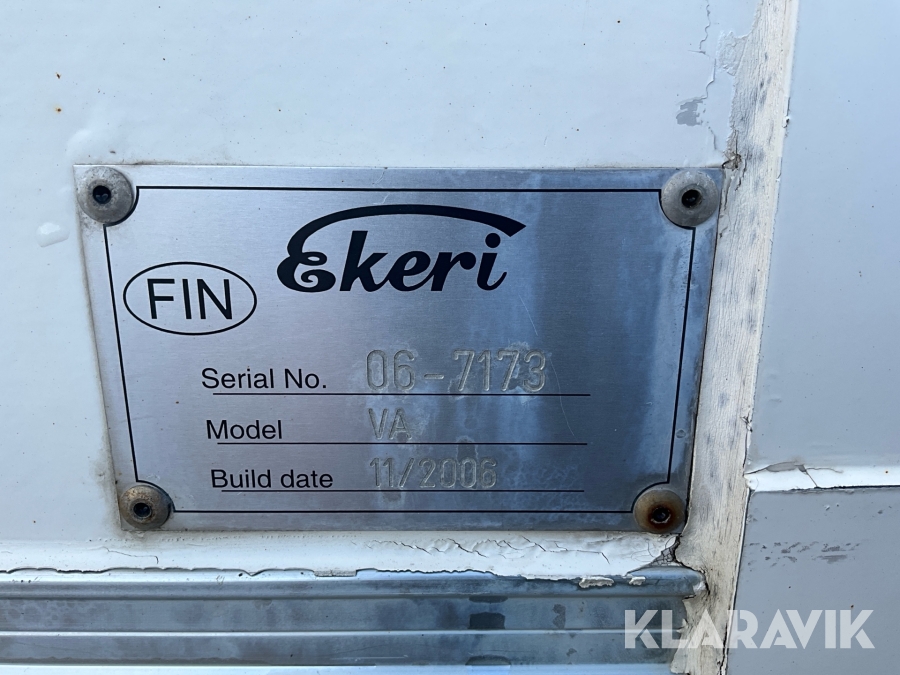 Ekeri
FIN
Serial No. 06-7173
Model VA
Build date 11/2006
KLARAVIK